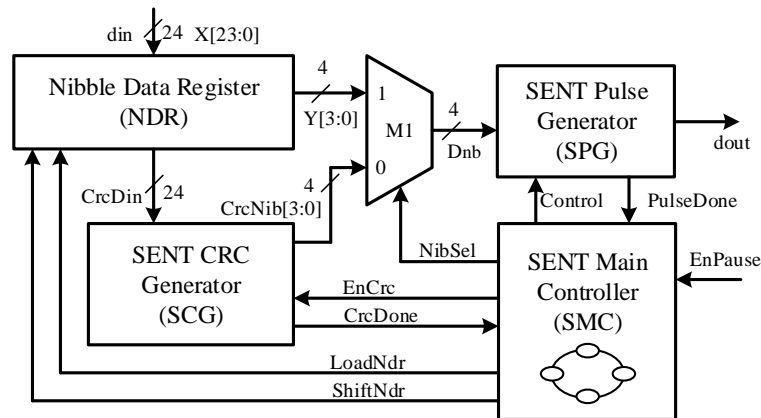 din 24 X[23:0]
Nibble Data Register
(NDR)
4
Y[3:0]
1
M1
0
4
Dnb
SENT Pulse
Generator
(SPG)
dout
CrcDin 24
4
CrcNib[3:0]
Control
PulseDone
SENT CRC
Generator
(SCG)
NibSel
EnCrc
CrcDone
SENT Main
Controller
(SMC)
EnPause
LoadNdr
ShiftNdr